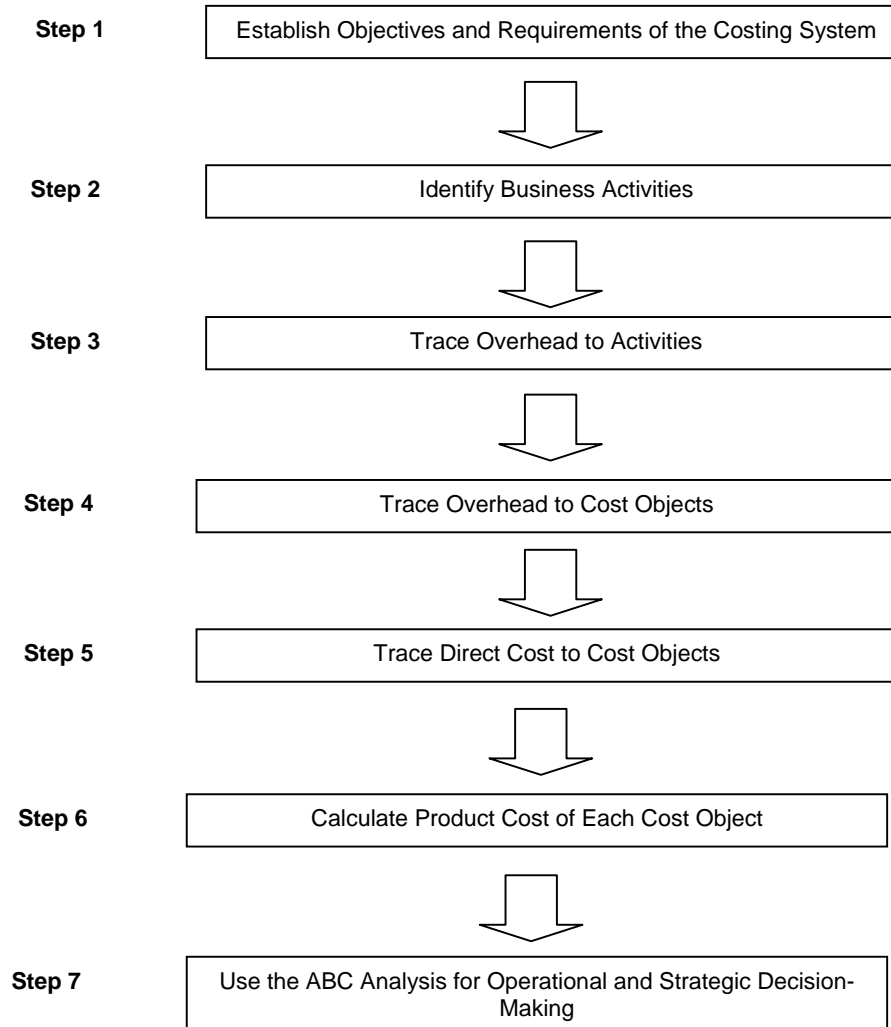 Step 1
Establish Objectives and Requirements of the Costing System
Step 2
Identify Business Activities
Step 3
Trace Overhead to Activities
Step 4
Trace Overhead to Cost Objects
Step 5
Trace Direct Cost to Cost Objects
Step 6
Calculate Product Cost of Each Cost Object
Step 7
Use the ABC Analysis for Operational and Strategic Decision-
Making